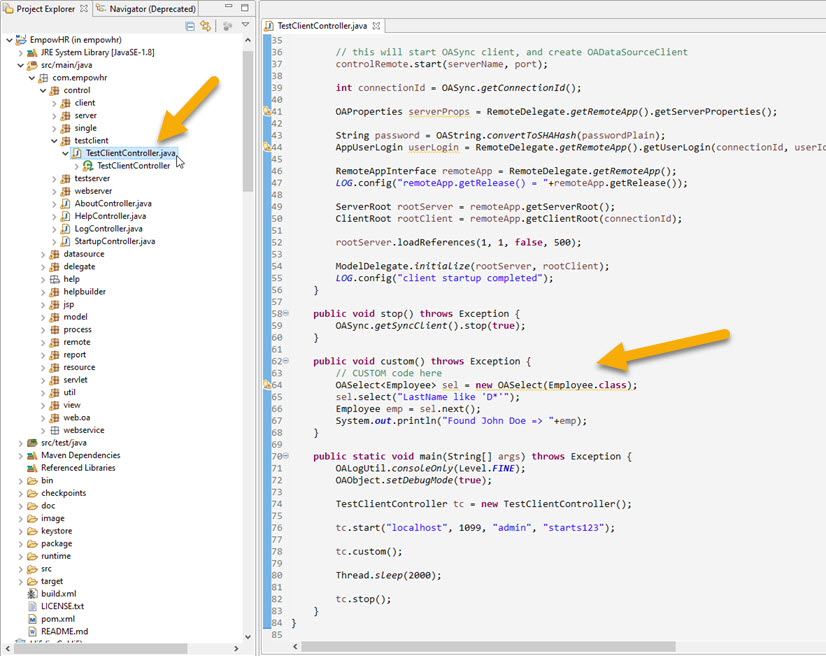 Project Explorer
Navigator (Deprecated)
EmpowHR (in empowhr)
JRE System Library [JavaSE-1.8]
src/main/java
com.empowhr
control
client
server
single
testclient
TestClientController.java
TestClientController
testserver
webserver
AboutController.java
HelpController.java
LogController.java
StartupController.java
datasource
delegate
help
helpbuilder
jsp
model
process
remote
report
resource
servlet
util
view
web.oa
webservice
src/test/java
Maven Dependencies
Referenced Libraries
bin
checkpoints
doc
image
keystore
package
runtime
src
target
build.xml
LICENSE.txt
pom.xml
README.md
TestClientController.java
35
36 // this will start OASync client, and create OADataSourceClient
37 controlRemote.start(serverName, port);
38
39 int connectionId = OASync.getConnectionId();
40
41 OAProperties serverProps = RemoteDelegate.getRemoteApp().getServerProperties();
42
43 String password = OAString.convertToSHAHash(passwordPlain);
44 AppUserLogin userLogin = RemoteDelegate.getRemoteApp().getUserLogin(connectionId, userId
45
46 RemoteAppInterface remoteApp = RemoteDelegate.getRemoteApp();
47 LOG.config("remoteApp.getRelease() = "+remoteApp.getRelease());
48
49 ServerRoot rootServer = remoteApp.getServerRoot();
50 ClientRoot rootClient = remoteApp.getClientRoot(connectionId);
51
52 rootServer.loadReferences(1, 1, false, 500);
53
54 ModelDelegate.initialize(rootServer, rootClient);
55 LOG.config("client startup completed");
56 }
57
58 public void stop() throws Exception {
59 OASync.getSyncClient().stop(true);
60 }
61
62 public void custom() throws Exception {
63 // CUSTOM code here
64 OASelect<Employee> sel = new OASelect(Employee.class);
65 sel.select("LastName like 'D*'");
66 Employee emp = sel.next();
67 System.out.println("Found John Doe => "+emp);
68 }
69
70 public static void main(String[] args) throws Exception {
71 OALogUtil.consoleOnly(Level.FINE);
72 OAObject.setDebugMode(true);
73
74 TestClientController tc = new TestClientController();
75
76 tc.start("localhost", 1099, "admin", "starts123");
77
78 tc.custom();
79
80 Thread.sleep(2000);
81
82 tc.stop();
83 }
84 }
85